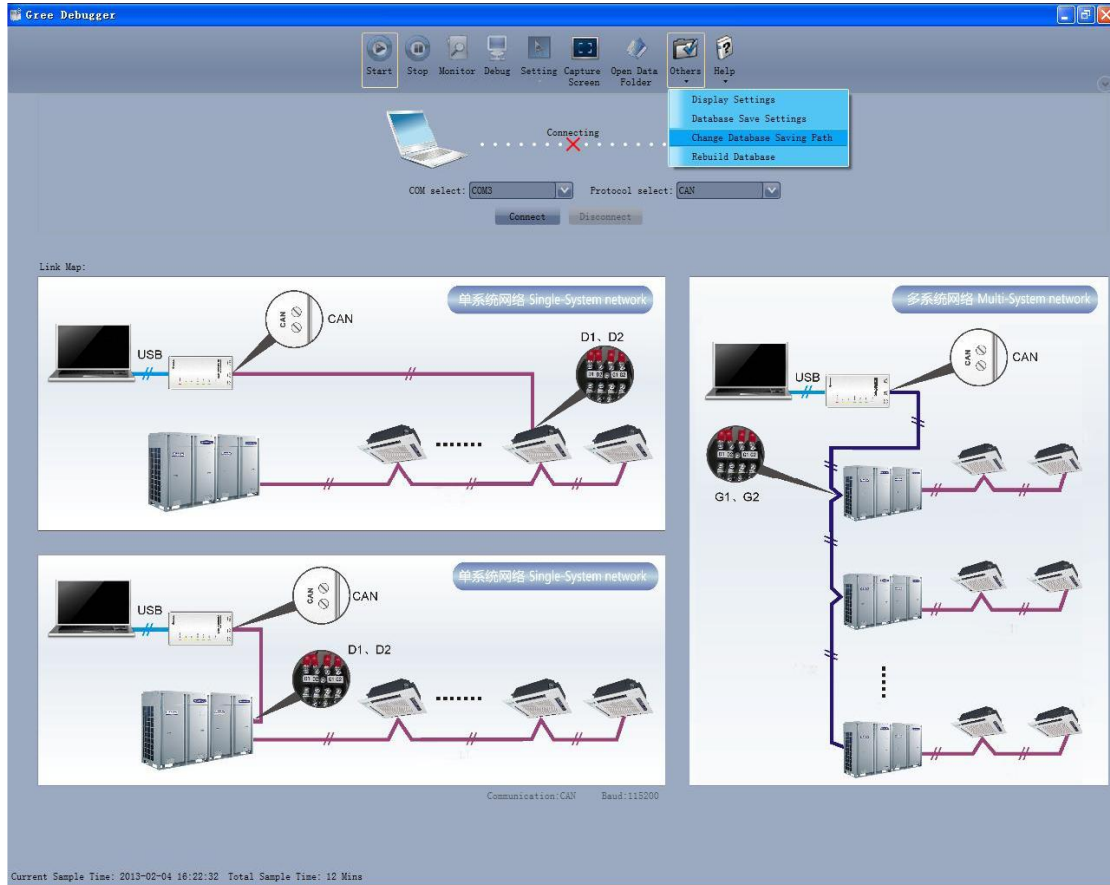 Gree Debugger
Start Stop Monitor Debug Setting Capture Screen Open Data Folder Others Help
Display Settings
Database Save Settings
Change Database Saving Path
Rebuild Database
Connecting
COM select: COM3 Protocol select: CAN
Connect Disconnect
Link Map:
单系统网络 Single-System network
CAN
CAN
USB
D1、D2
单系统网络 Single-System network
CAN
CAN
USB
D1、D2
多系统网络 Multi-System network
CAN
CAN
USB
G1、G2
Communication:CAN Baud:115200
Current Sample Time: 2013-02-04 16:22:32 Total Sample Time: 12 Mins